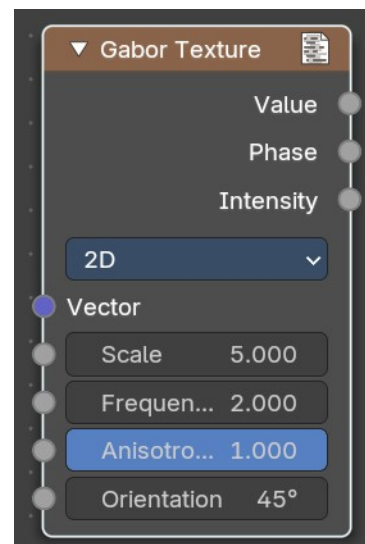 Gabor Texture
Value
Phase
Intensity
2D
Vector
Scale 5.000
Frequen... 2.000
Anisotro... 1.000
Orientation 45°